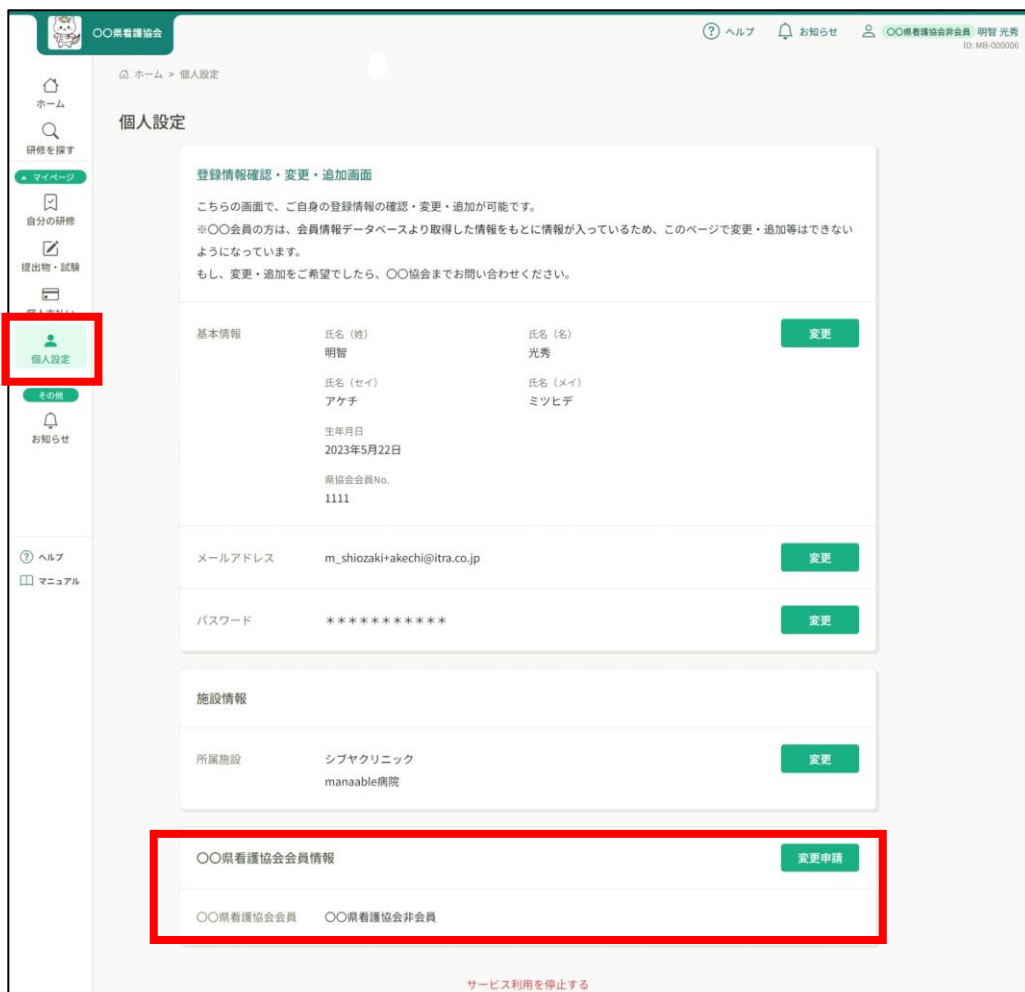 〇〇県看護協会
ヘルプ
お知らせ
〇〇県看護協会非会員 明智 光秀
ID: MB-000006
ホーム > 個人設定
ホーム
研修を探す
マイページ
自分の研修
提出物・試験
個人支払い
個人設定
その他
お知らせ
ヘルプ
マニュアル
個人設定
登録情報確認・変更・追加画面
こちらの画面で、ご自身の登録情報の確認・変更・追加が可能です。
※〇〇会員の方は、会員情報データベースより取得した情報をもとに情報が入っているため、このページで変更・追加等はできない
ようになっています。
もし、変更・追加をご希望でしたら、〇〇協会までお問い合わせください。
基本情報 氏名（姓） 氏名（名） 変更
明智 光秀
氏名（セイ） 氏名（メイ）
アケチ ミツヒデ
生年月日
2023年5月22日
県協会会員No.
1111
メールアドレス m_shiozaki+akechi@itra.co.jp 変更
パスワード ＊＊＊＊＊＊＊＊＊＊＊ 変更
施設情報
所属施設 シブヤクリニック 変更
manaable病院
〇〇県看護協会会員情報 変更申請
〇〇県看護協会会員 〇〇県看護協会非会員
サービス利用を停止する